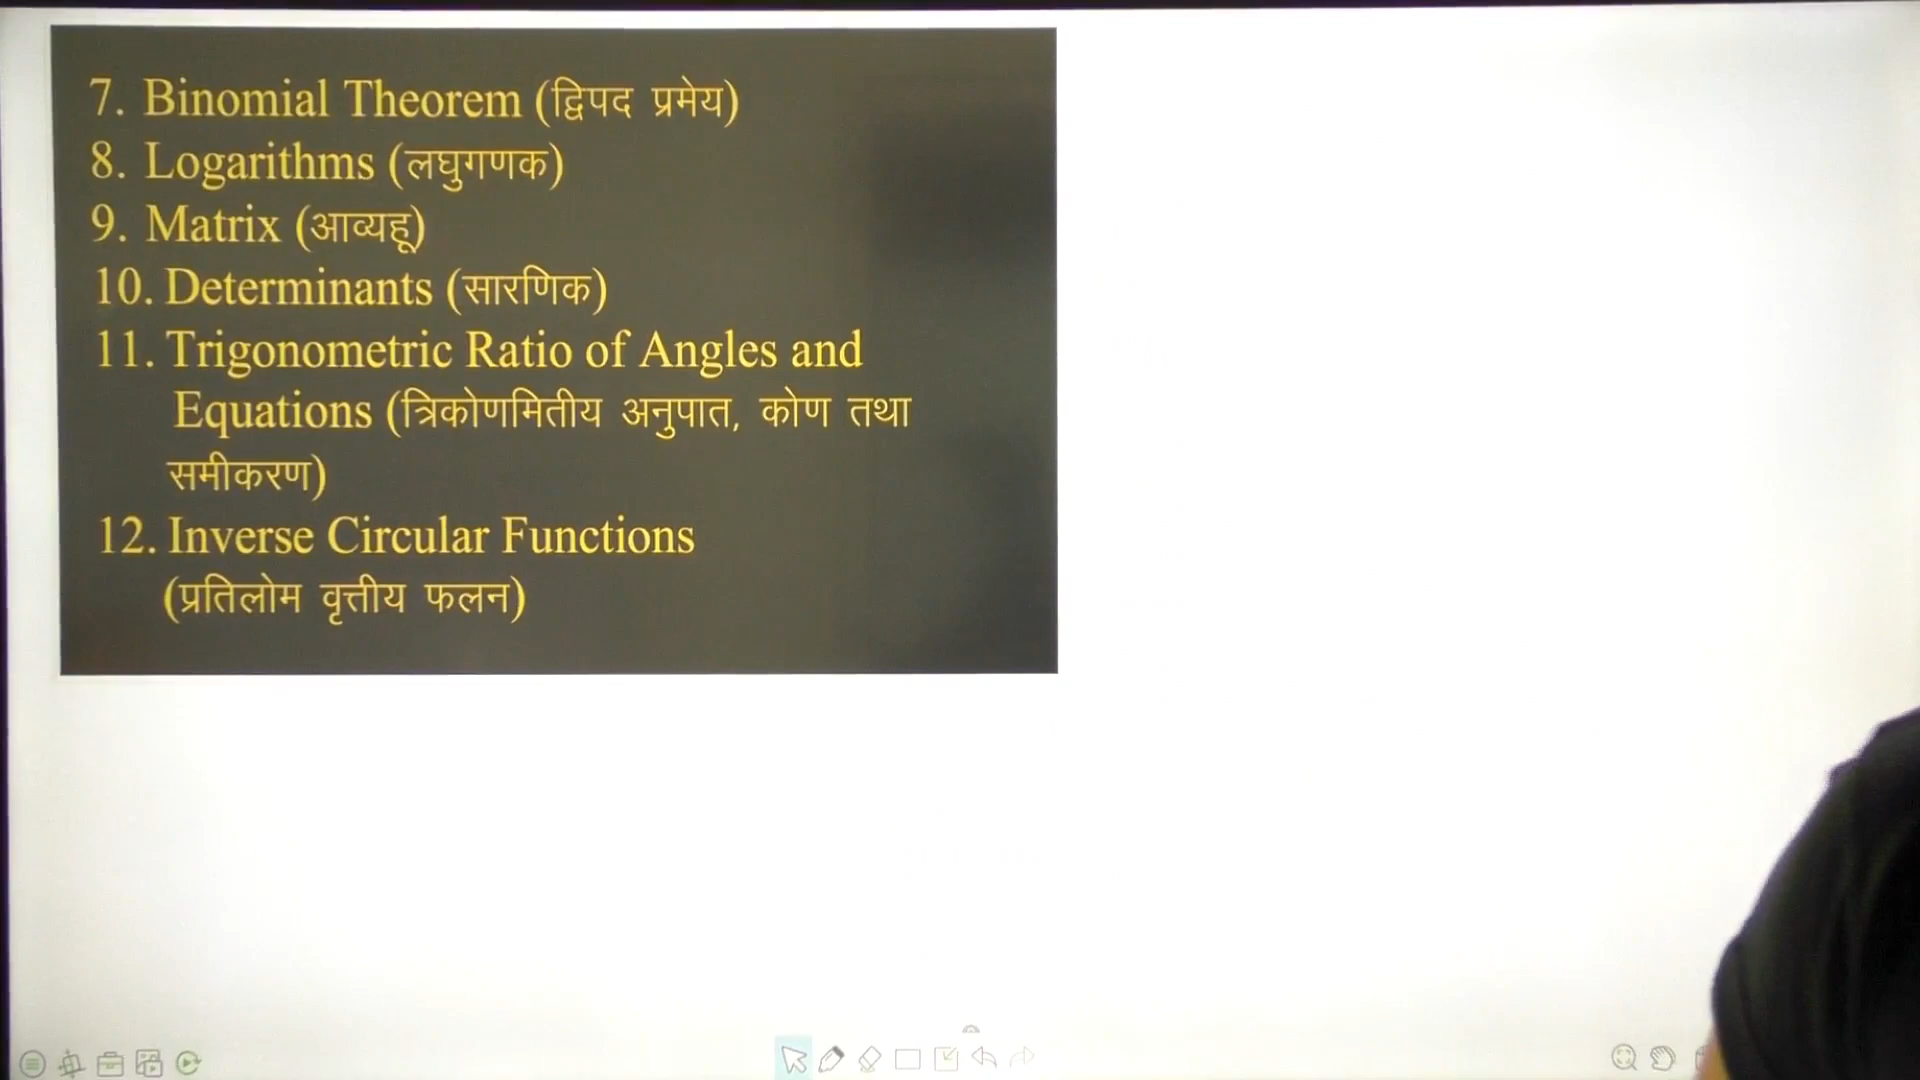 7. Binomial Theorem (द्विपद प्रमेय)
8. Logarithms (लघुगणक)
9. Matrix (आव्यहू)
10. Determinants (सारणिक)
11. Trigonometric Ratio of Angles and
Equations (त्रिकोणमितीय अनुपात, कोण तथा
समीकरण)
12. Inverse Circular Functions
(प्रतिलोम वृत्तीय फलन)